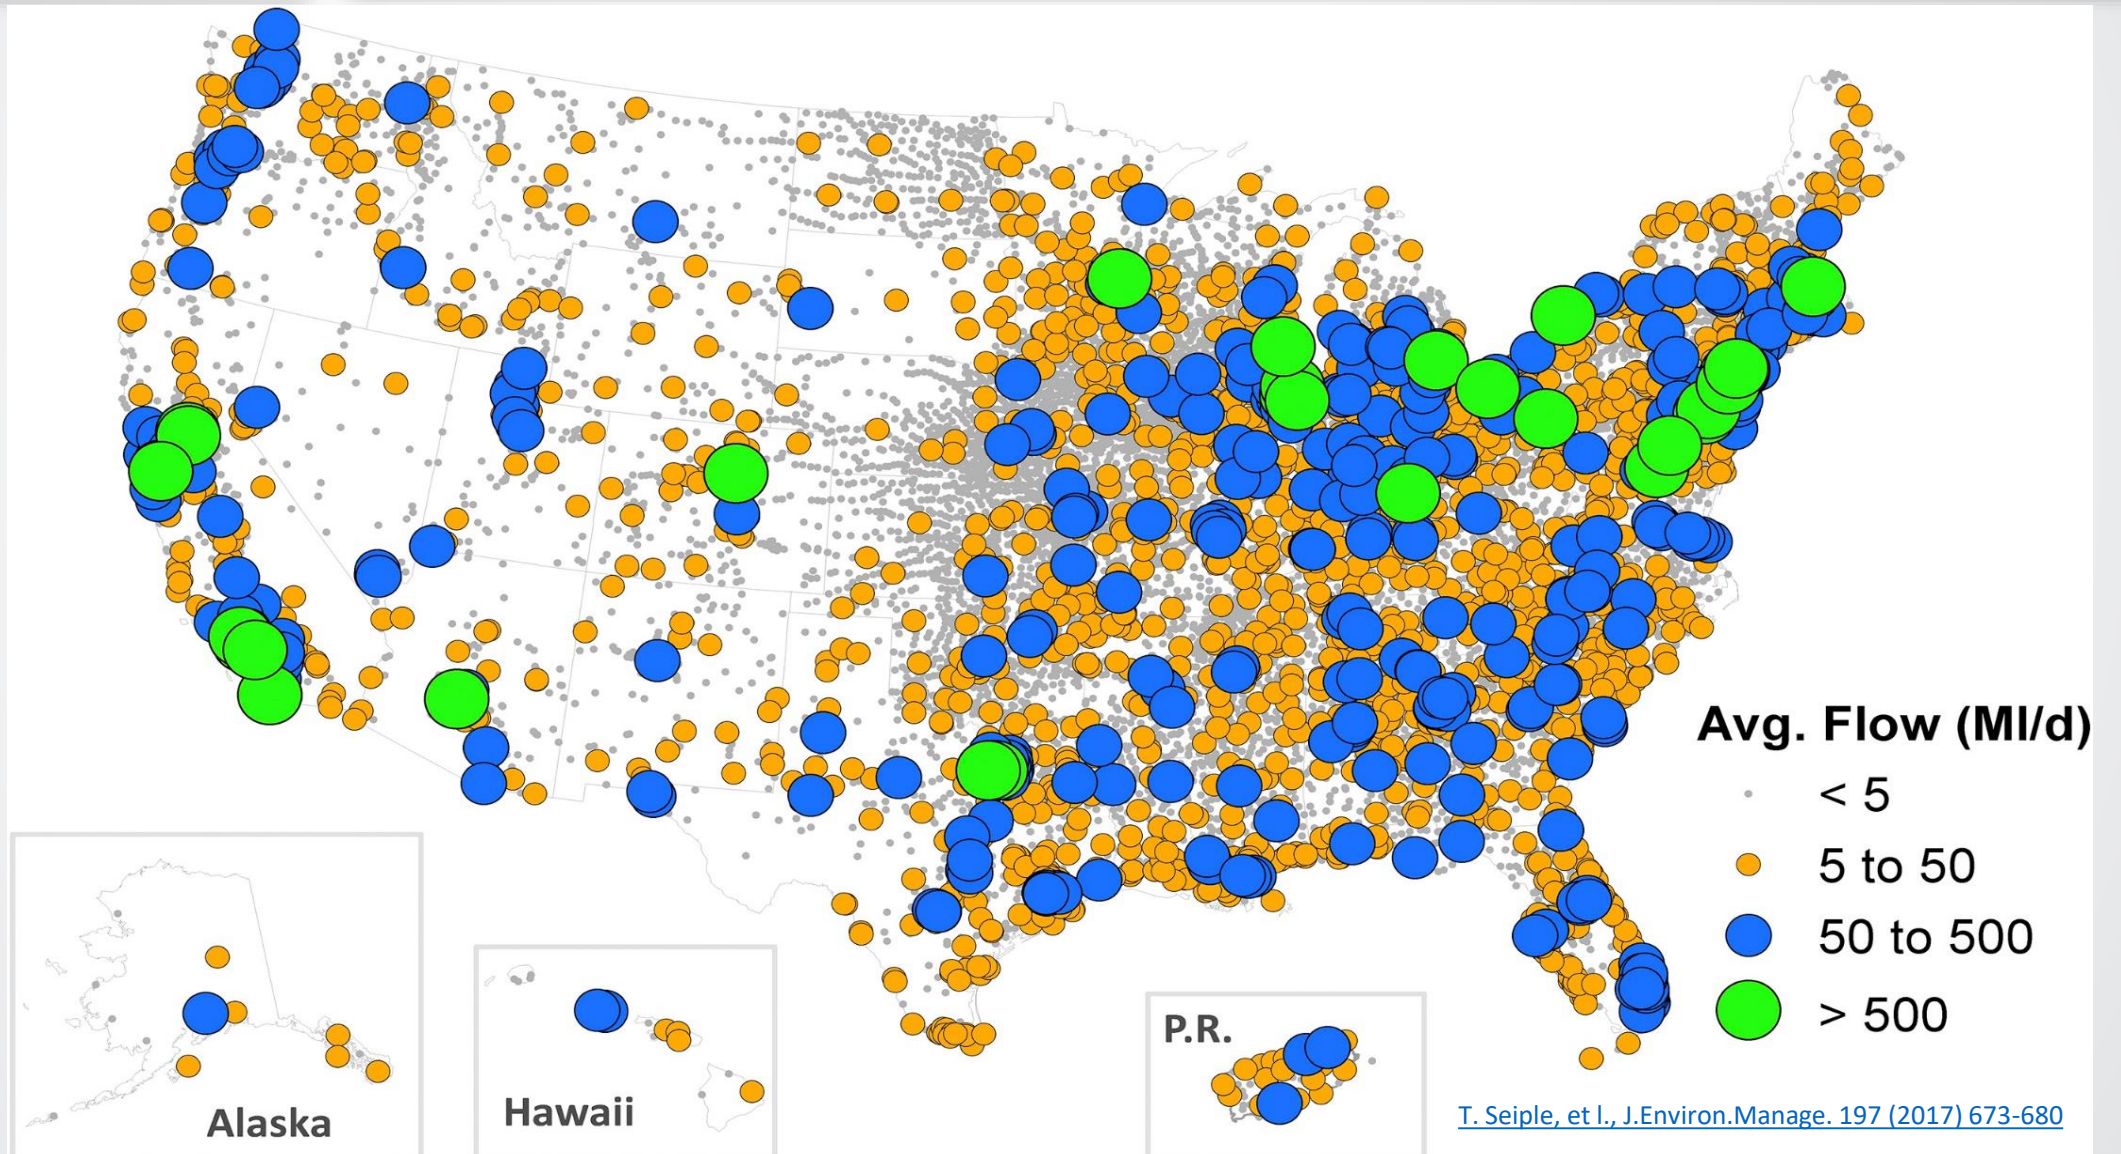 Avg. Flow (Ml/d)
< 5
5 to 50
50 to 500
> 500
Alaska
Hawaii
P.R.
T. Seiple, et l., J.Environ.Manage. 197 (2017) 673-680